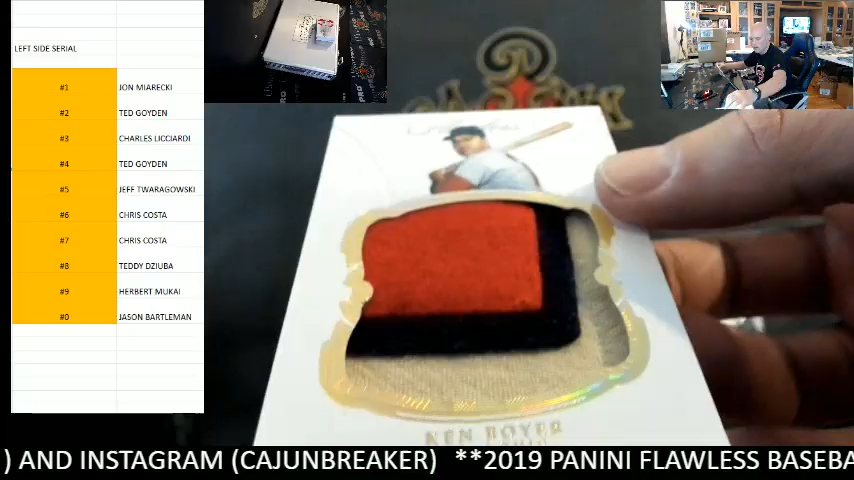 LEFT SIDE SERIAL
#1 JON MIARECKI
#2 TED GOYDEN
#3 CHARLES LICCIARDI
#4 TED GOYDEN
#5 JEFF TWARAGOWSKI
#6 CHRIS COSTA
#7 CHRIS COSTA
#8 TEDDY DZIUBA
#9 HERBERT MUKAI
#0 JASON BARTLEMAN
KEN BOYER
) AND INSTAGRAM (CAJUNBREAKER) **2019 PANINI FLAWLESS BASEBA